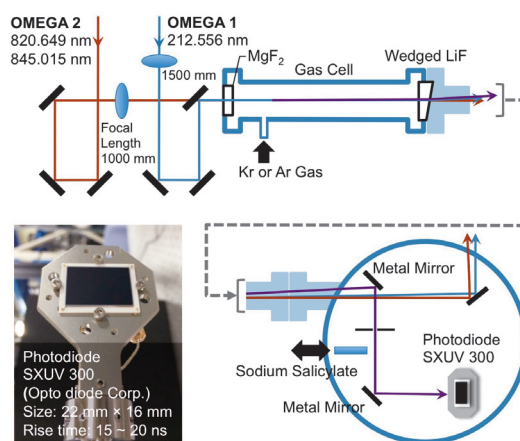 OMEGA 2
820.649 nm
845.015 nm
OMEGA 1
212.556 nm
1500 mm
MgF₂
Gas Cell
Wedged LiF
Focal
Length
1000 mm
Kr or Ar Gas
Photodiode
SXUV 300
(Opto diode Corp.)
Size: 22 mm × 16 mm
Rise time: 15 ~ 20 ns
Metal Mirror
Photodiode
SXUV 300
Sodium Salicylate
Metal Mirror